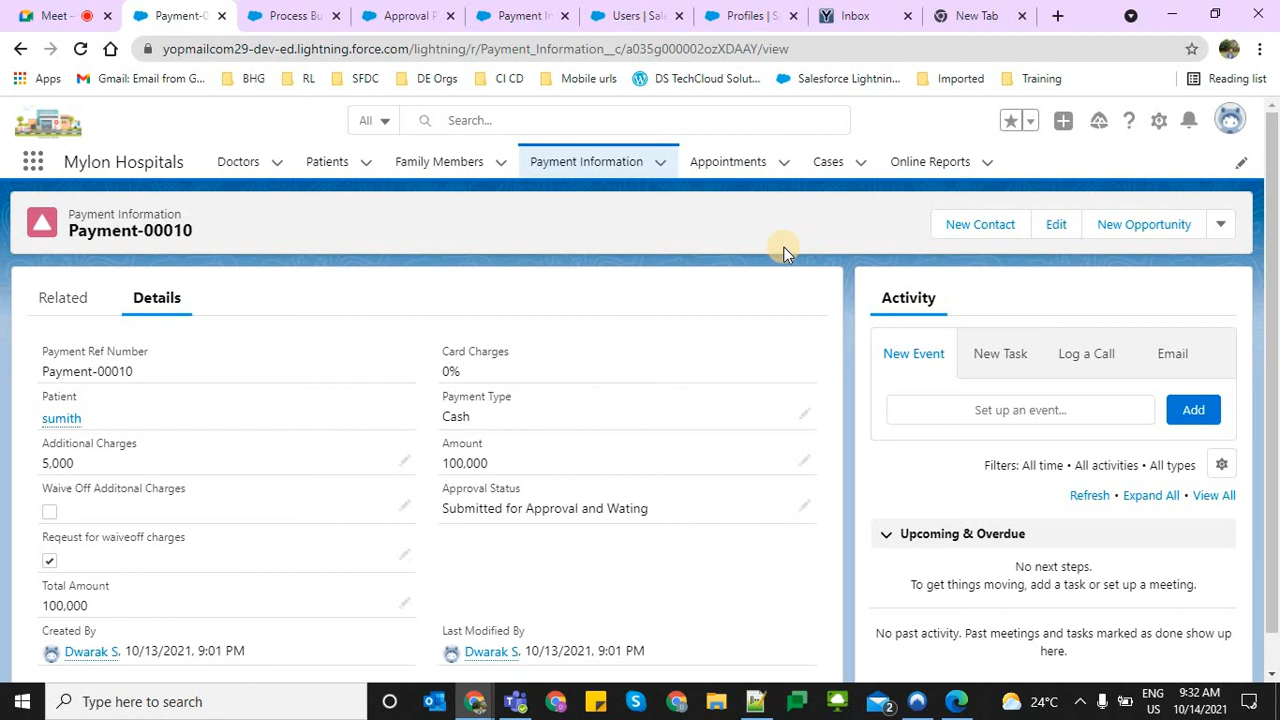 Meet –
Payment-0
Process Bu
Approval P
Payment In
Users | Sale
Profiles | S
Inbox
New Tab
yopmailcom29-dev-ed.lightning.force.com/lightning/r/Payment_Information__c/a035g000002ozXDAAY/view
Apps
Gmail: Email from G...
BHG
RL
SFDC
DE Orgs
CI CD
Mobile urls
DS TechCloud Solut...
Salesforce Lightnin...
Imported
Training
Reading list
All
Search...
Mylon Hospitals
Doctors
Patients
Family Members
Payment Information
Appointments
Cases
Online Reports
Payment Information
Payment-00010
New Contact
Edit
New Opportunity
Related
Details
Payment Ref Number
Payment-00010
Card Charges
0%
Patient
sumith
Payment Type
Cash
Additional Charges
5,000
Amount
100,000
Waive Off Additonal Charges
Approval Status
Submitted for Approval and Wating
Reqeust for waiveoff charges
Total Amount
100,000
Created By
Dwarak S, 10/13/2021, 9:01 PM
Last Modified By
Dwarak S, 10/13/2021, 9:01 PM
Activity
New Event
New Task
Log a Call
Email
Set up an event...
Add
Filters: All time • All activities • All types
Refresh • Expand All • View All
Upcoming & Overdue
No next steps.
To get things moving, add a task or set up a meeting.
No past activity. Past meetings and tasks marked as done show up
here.
Type here to search
2
24°C
ENG
US
9:32 AM
10/14/2021